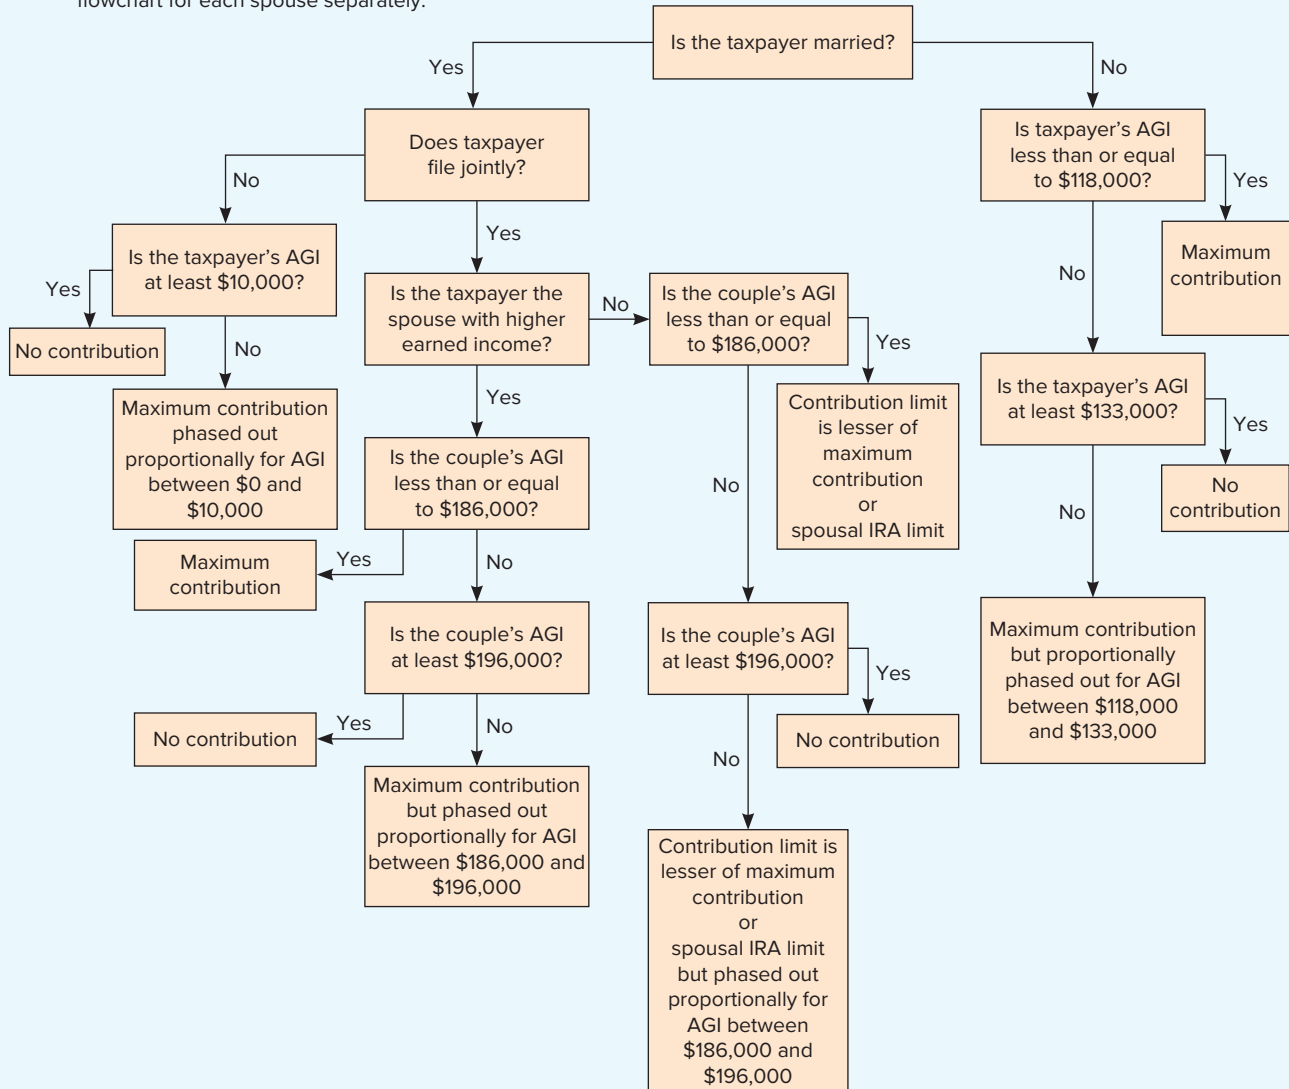 flowchart for each spouse separately.
Is the taxpayer married?
Yes
No
Does taxpayer
file jointly?
Is taxpayer's AGI
less than or equal
to $118,000?
No
Yes
Yes
Maximum
contribution
Is the taxpayer's AGI
at least $10,000?
Yes
No contribution
No
Maximum contribution
phased out
proportionally for AGI
between $0 and
$10,000
Is the taxpayer the
spouse with higher
earned income?
No
Is the couple's AGI
less than or equal
to $186,000?
Yes
Contribution limit
is lesser of
maximum
contribution
or
spousal IRA limit
No
Is the taxpayer's AGI
at least $133,000?
Yes
No
contribution
Yes
Is the couple's AGI
less than or equal
to $186,000?
Yes
Maximum
contribution
No
No
No
Is the couple's AGI
at least $196,000?
Yes
No contribution
No
Maximum contribution
but phased out
proportionally for AGI
between $186,000 and
$196,000
Is the couple's AGI
at least $196,000?
Yes
No contribution
No
Contribution limit is
lesser of maximum
contribution
or
spousal IRA limit
but phased out
proportionally for
AGI between
$186,000 and
$196,000
Maximum contribution
but proportionally
phased out for AGI
between $118,000
and $133,000